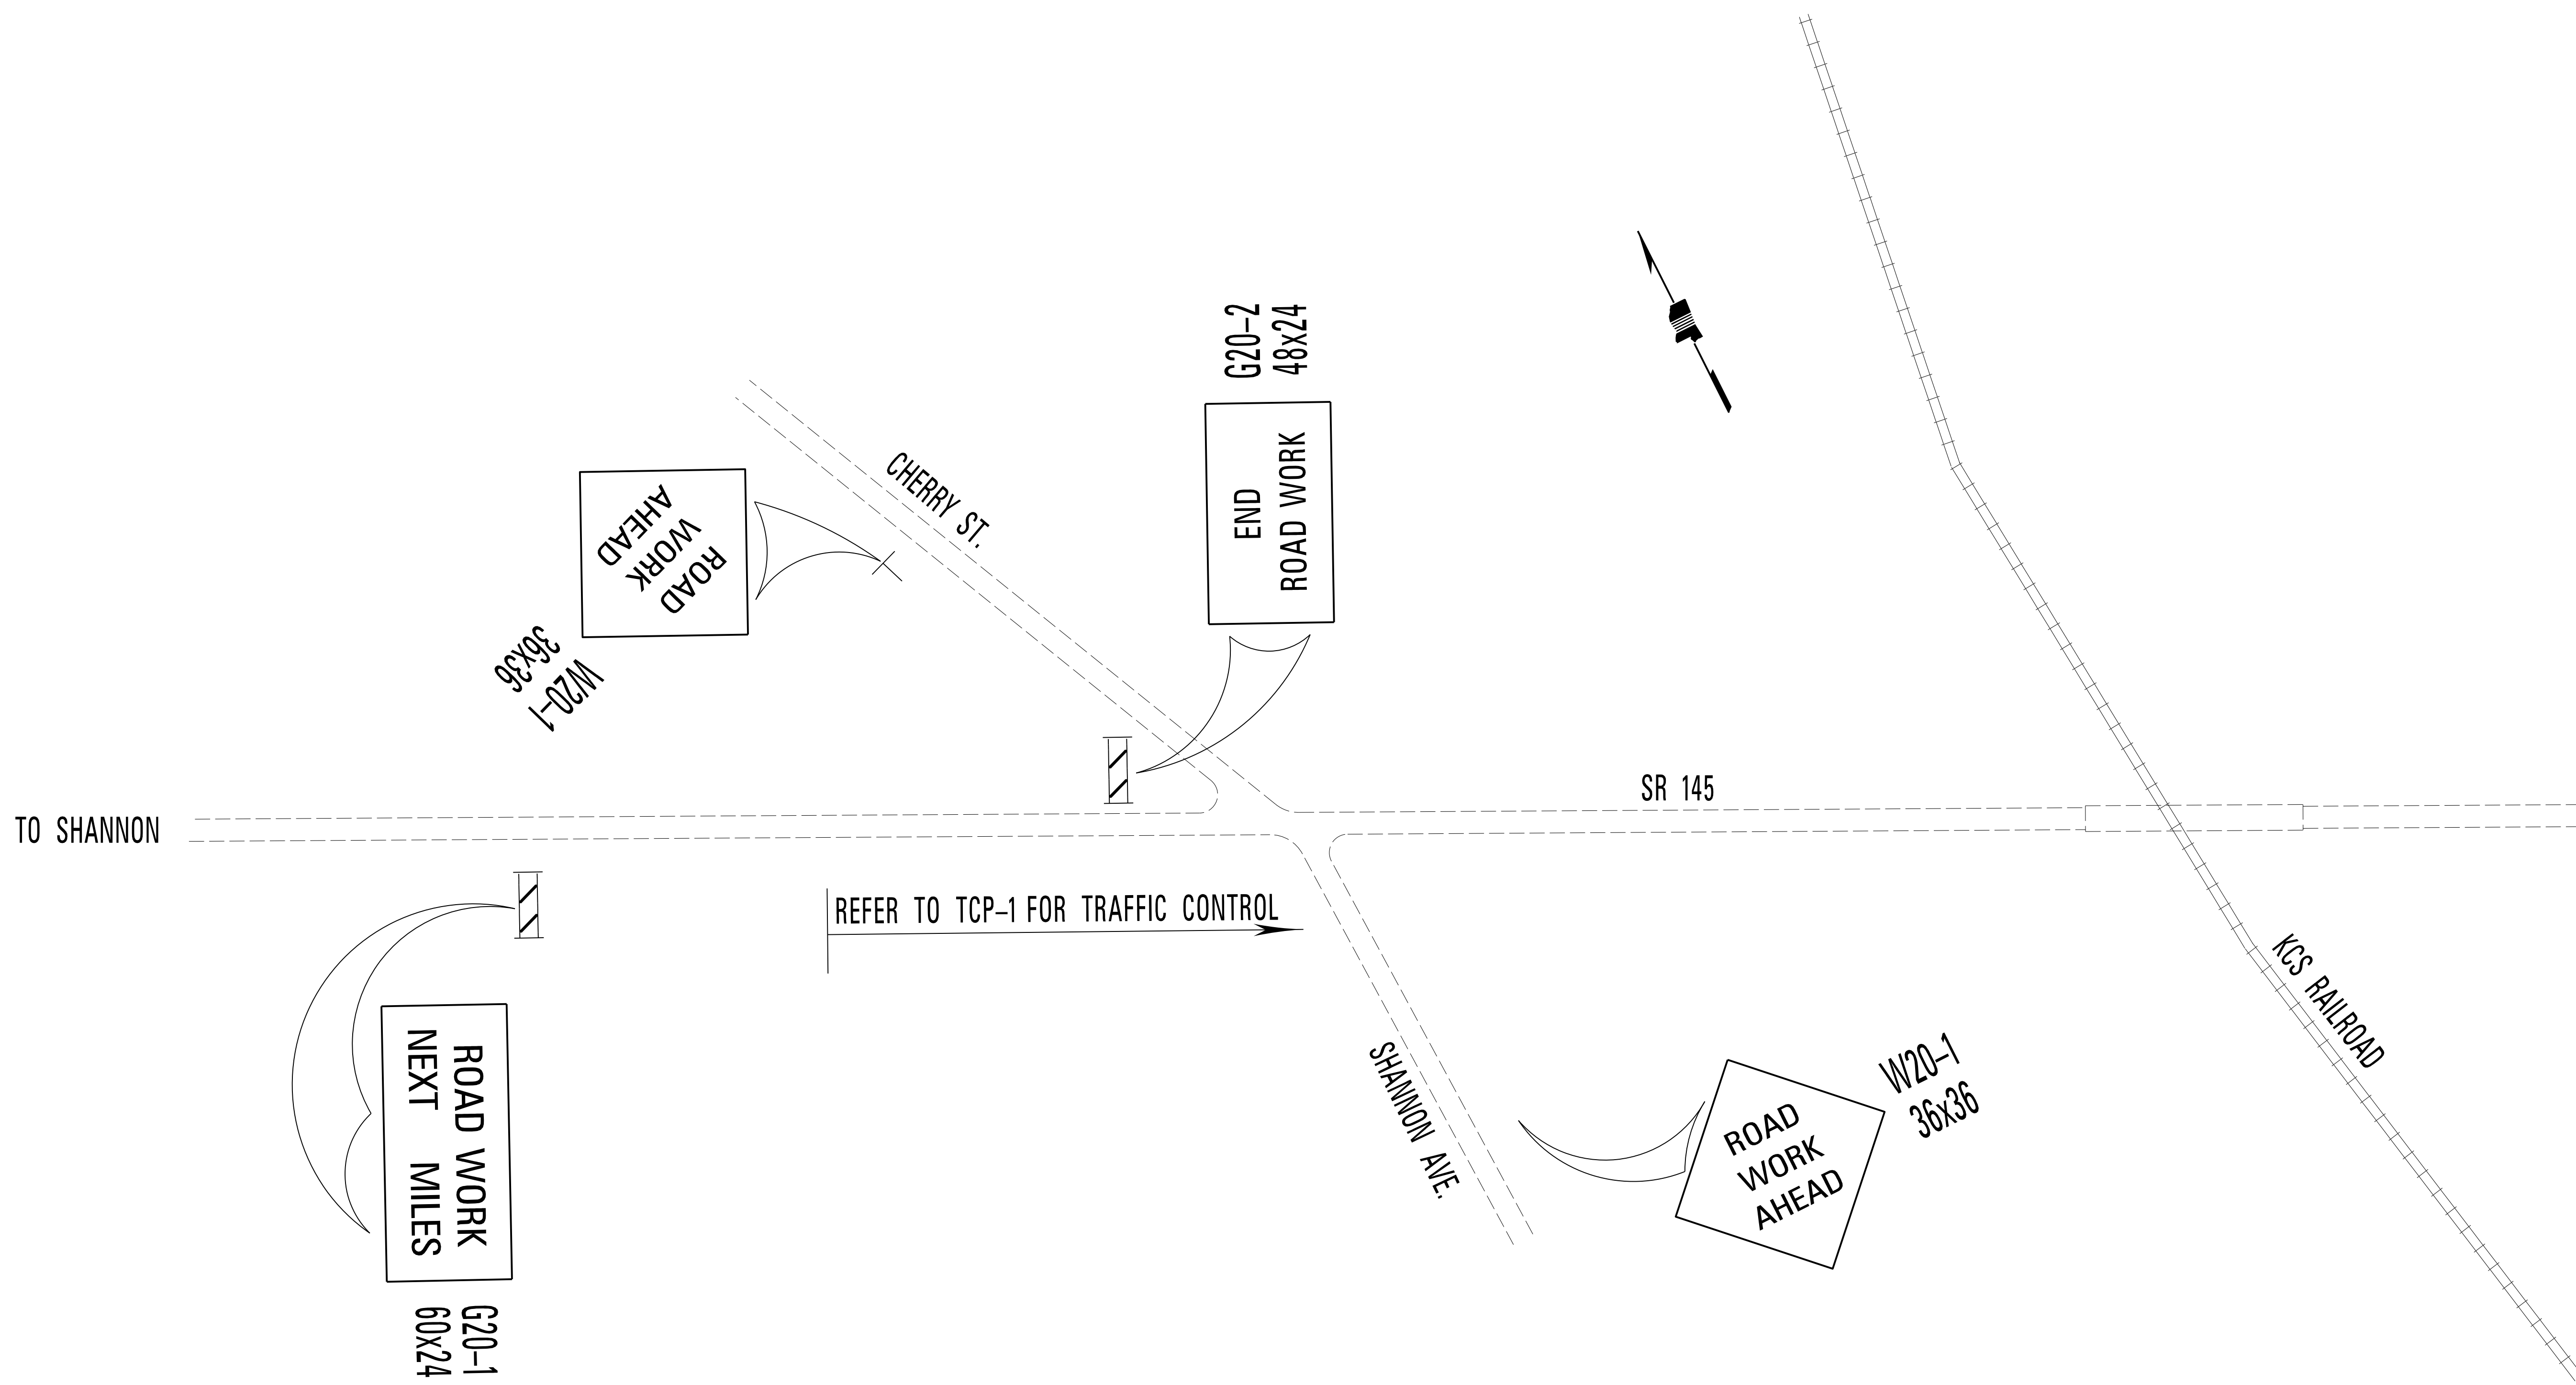 G20-2
48x24
END
ROAD WORK
CHERRY ST.
ROAD
WORK
AHEAD
W20-1
36x36
SR 145
TO SHANNON
REFER TO TCP-1 FOR TRAFFIC CONTROL
KCS RAILROAD
SHANNON AVE.
ROAD
WORK
AHEAD
W20-1
36x36
ROAD WORK
NEXT MILES
G20-1
60x24